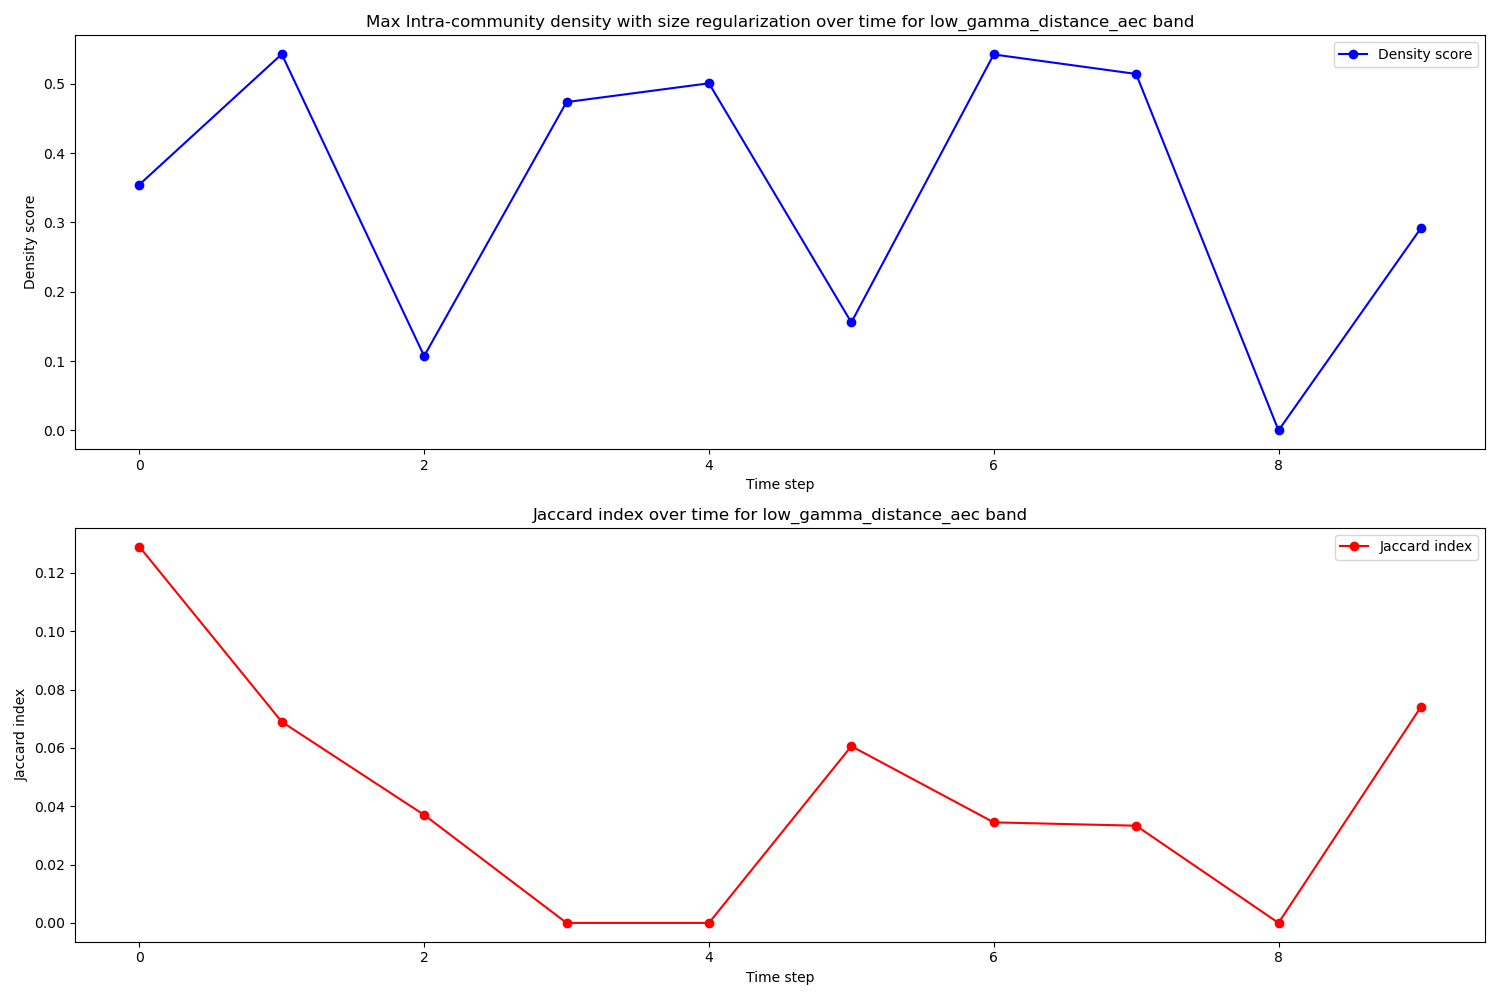 Max Intra-community density with size regularization over time for low_gamma_distance_aec band
Density score
0.5
0.4
0.3
0.2
0.1
0.0
Density score
0 2 4 6 8
Time step
Jaccard index over time for low_gamma_distance_aec band
Jaccard index
0.12
0.10
0.08
0.06
0.04
0.02
0.00
Jaccard index
0 2 4 6 8
Time step